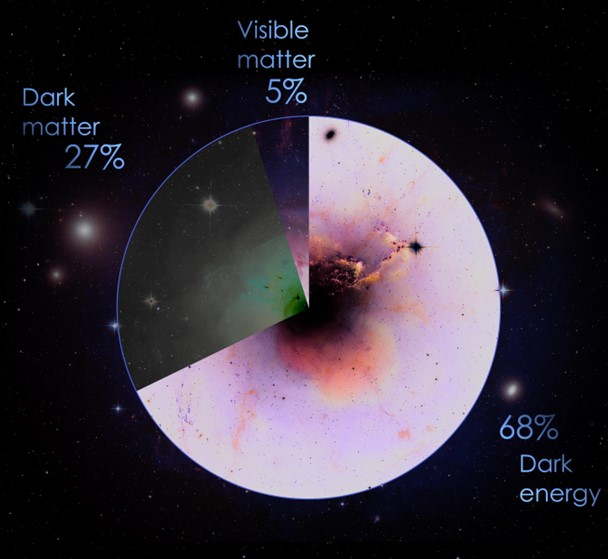 Visible
matter
5%
Dark
matter
27%
68%
Dark
energy